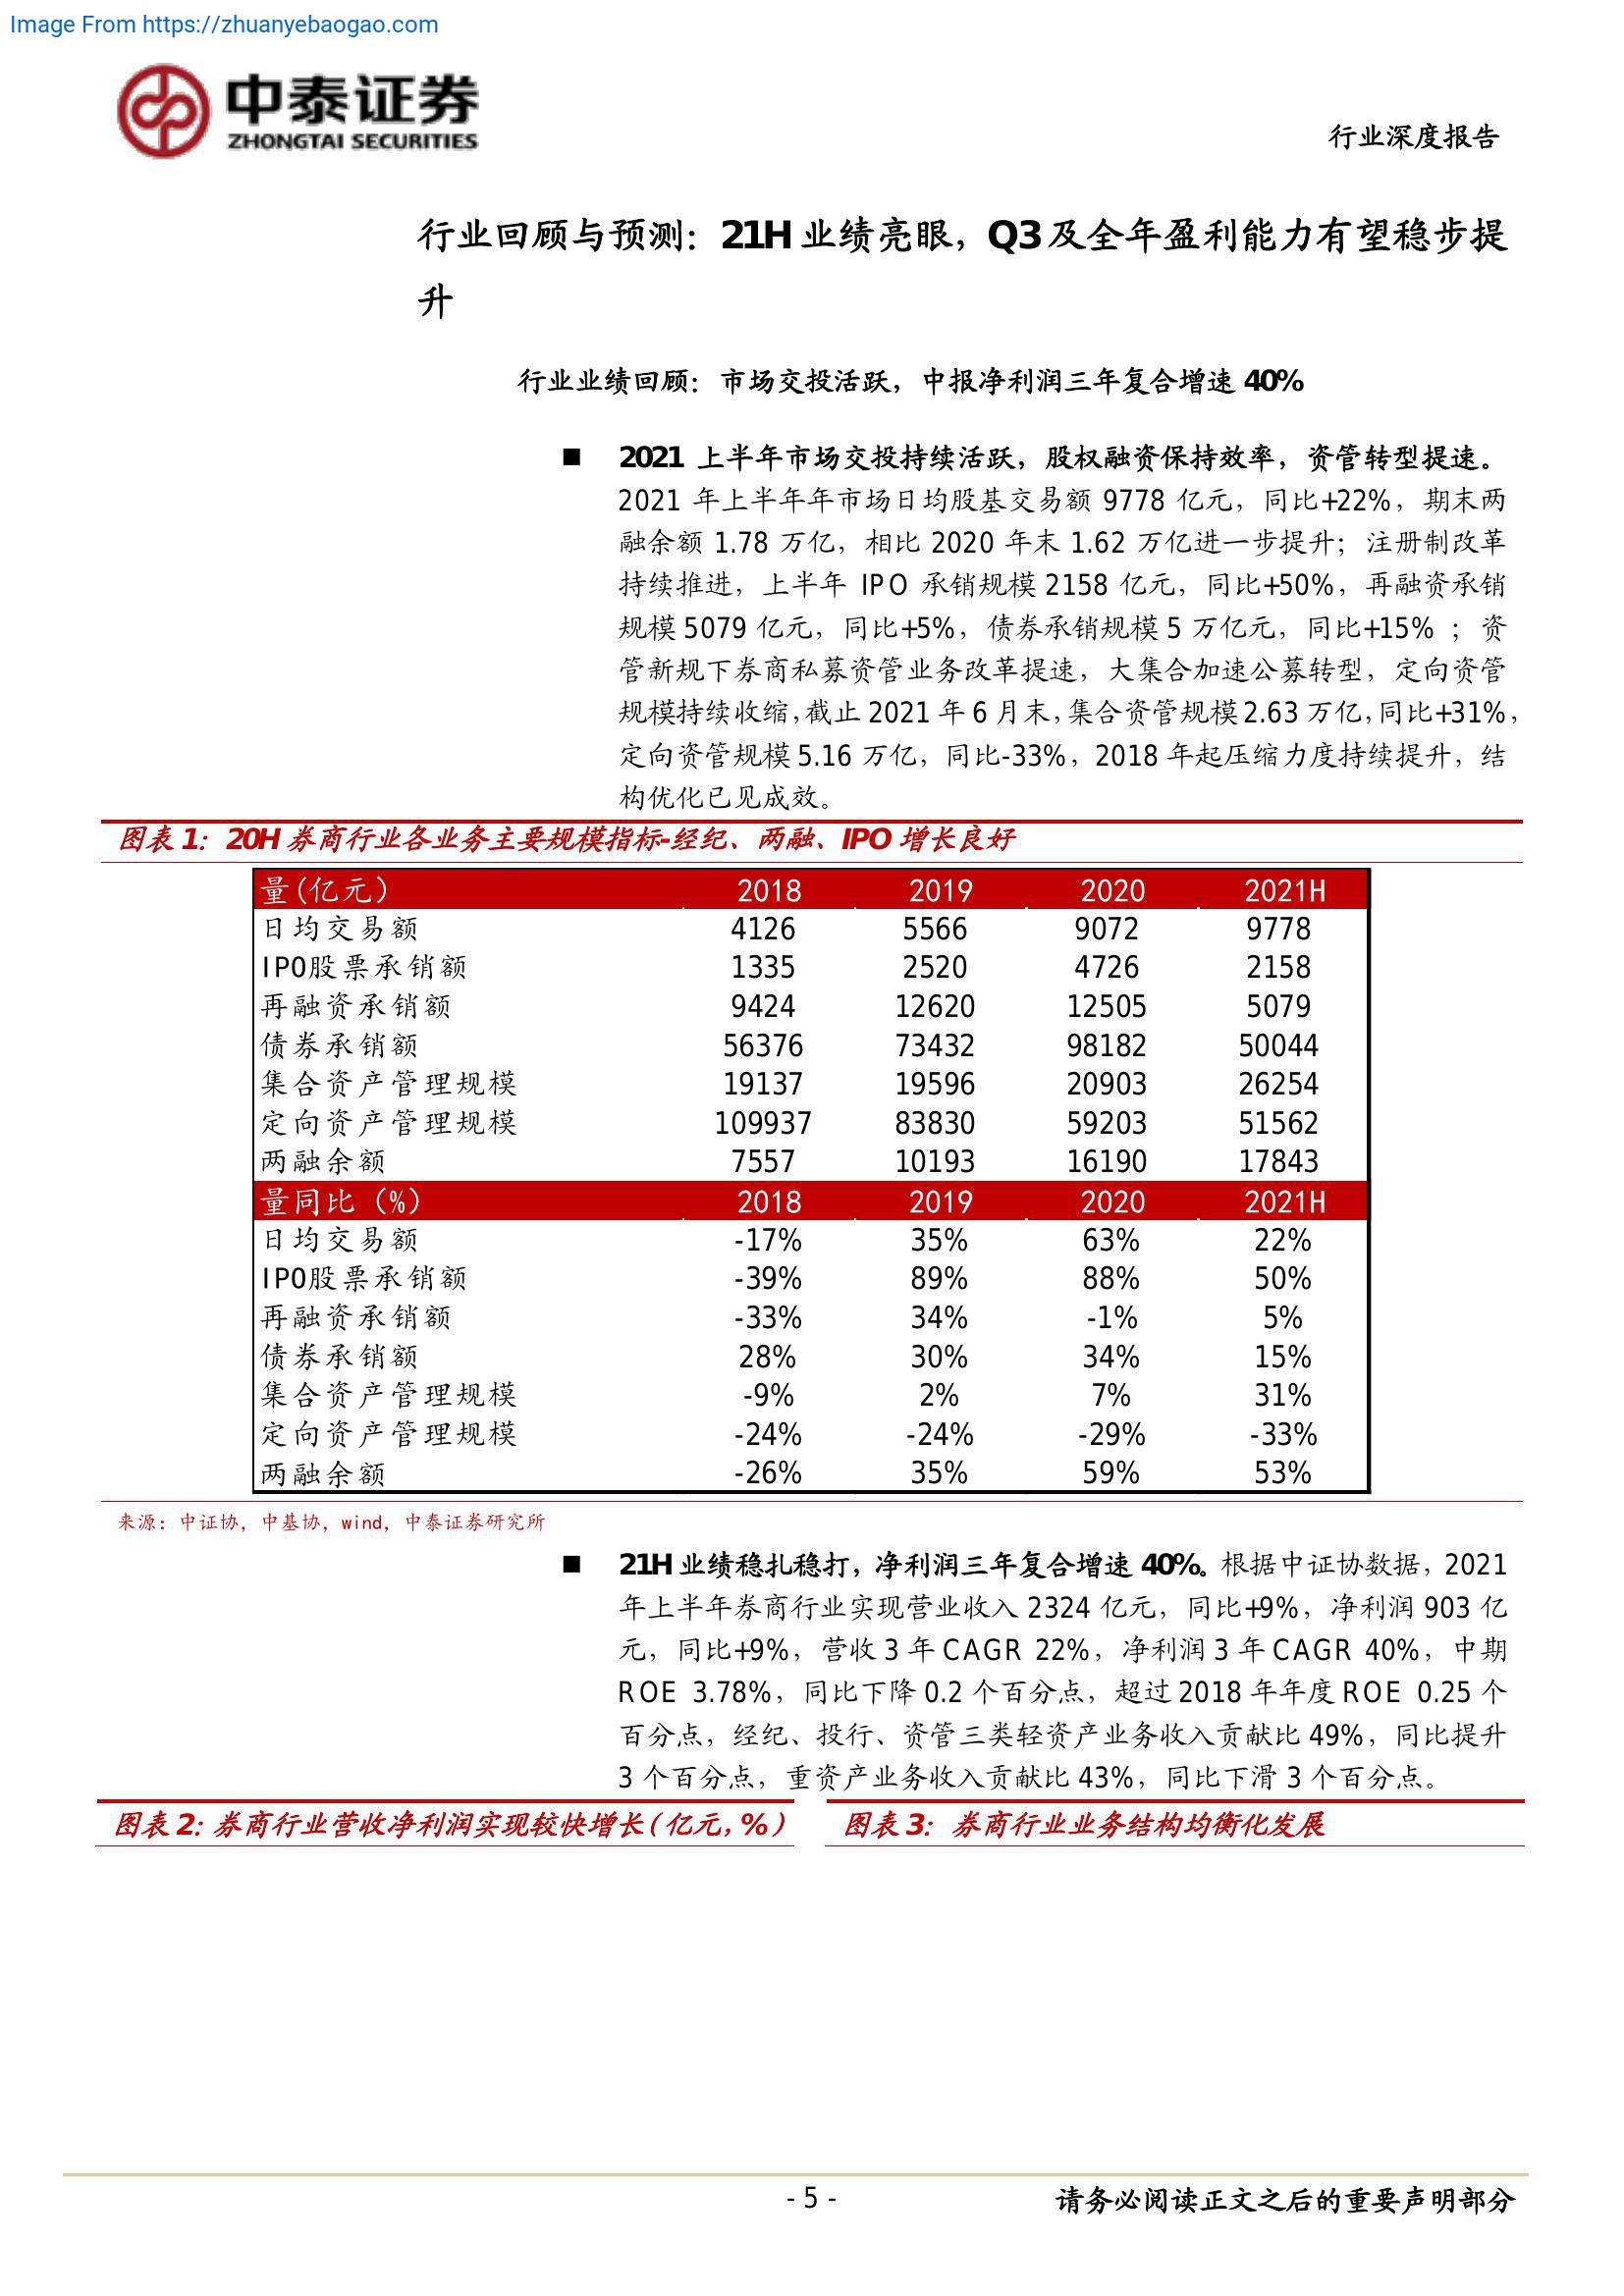 Image From https://zhuanyebaogao.com
中泰证券
ZHONGTAI SECURITIES
行业深度报告
行业回顾与预测：21H 业绩亮眼，Q3 及全年盈利能力有望稳步提
升
行业业绩回顾：市场交投活跃，中报净利润三年复合增速 40%
■ 2021 上半年市场交投持续活跃，股权融资保持效率，资管转型提速。
2021 年上半年年市场日均股基交易额 9778 亿元，同比+22%，期末两
融余额 1.78 万亿，相比 2020 年末 1.62 万亿进一步提升；注册制改革
持续推进，上半年 IPO 承销规模 2158 亿元，同比+50%，再融资承销
规模 5079 亿元，同比+5%，债券承销规模 5 万亿元，同比+15% ；资
管新规下券商私募资管业务改革提速，大集合加速公募转型，定向资管
规模持续收缩，截止 2021 年 6 月末，集合资管规模 2.63 万亿，同比+31%，
定向资管规模 5.16 万亿，同比-33%，2018 年起压缩力度持续提升，结
构优化已见成效。
图表 1：20H 券商行业各业务主要规模指标-经纪、两融、IPO 增长良好
量(亿元) 2018 2019 2020 2021H
日均交易额 4126 5566 9072 9778
IPO股票承销额 1335 2520 4726 2158
再融资承销额 9424 12620 12505 5079
债券承销额 56376 73432 98182 50044
集合资产管理规模 19137 19596 20903 26254
定向资产管理规模 109937 83830 59203 51562
两融余额 7557 10193 16190 17843
量同比 (%) 2018 2019 2020 2021H
日均交易额 -17% 35% 63% 22%
IPO股票承销额 -39% 89% 88% 50%
再融资承销额 -33% 34% -1% 5%
债券承销额 28% 30% 34% 15%
集合资产管理规模 -9% 2% 7% 31%
定向资产管理规模 -24% -24% -29% -33%
两融余额 -26% 35% 59% 53%
来源：中证协，中基协，wind，中泰证券研究所
■ 21H 业绩稳扎稳打，净利润三年复合增速 40%。根据中证协数据，2021
年上半年券商行业实现营业收入 2324 亿元，同比+9%，净利润 903 亿
元，同比+9%，营收 3 年 CAGR 22%，净利润 3 年 CAGR 40%，中期
ROE 3.78%，同比下降 0.2 个百分点，超过 2018 年年度 ROE 0.25 个
百分点，经纪、投行、资管三类轻资产业务收入贡献比 49%，同比提升
3 个百分点，重资产业务收入贡献比 43%，同比下滑 3 个百分点。
图表 2：券商行业营收净利润实现较快增长（亿元，%）
图表 3：券商行业业务结构均衡化发展
- 5 -
请务必阅读正文之后的重要声明部分